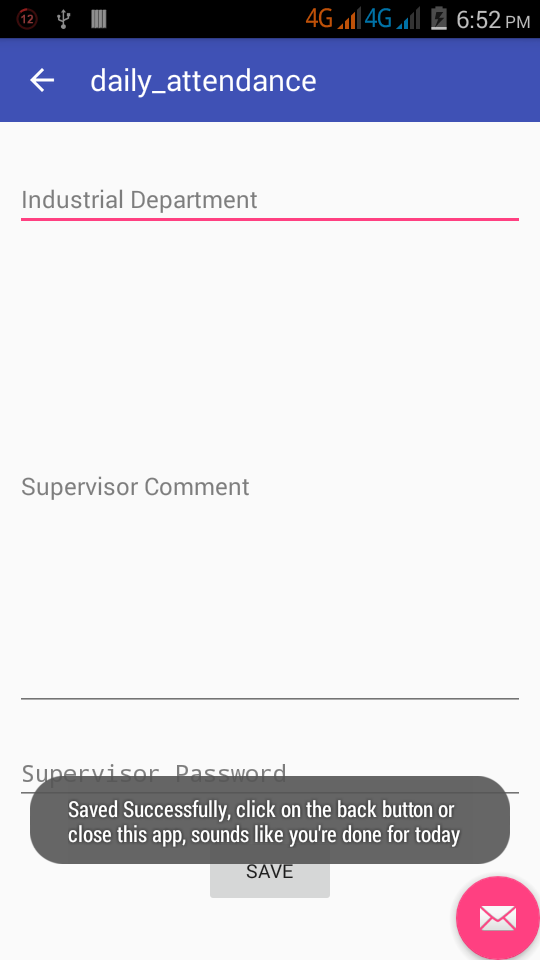 12
4G 4G 6:52 PM
daily_attendance
Industrial Department
Supervisor Comment
Supervisor Password
Saved Successfully, click on the back button or
close this app, sounds like you're done for today
SAVE